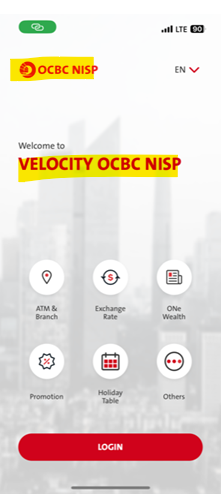 LTE 90
OCBC NISP
EN
Welcome to
VELOCITY OCBC NISP
ATM &
Branch
Exchange
Rate
ONe
Wealth
Promotion
Holiday
Table
Others
LOGIN